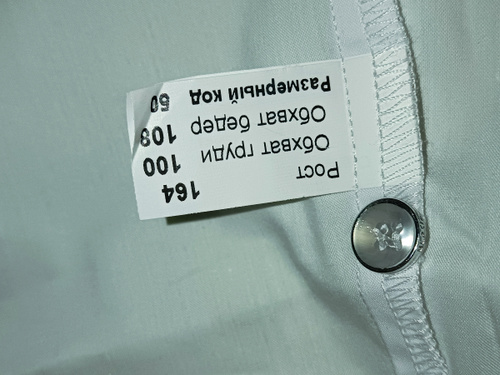 Рост 164
Обхват груди 100
Обхват бедер 108
Размерный код 50